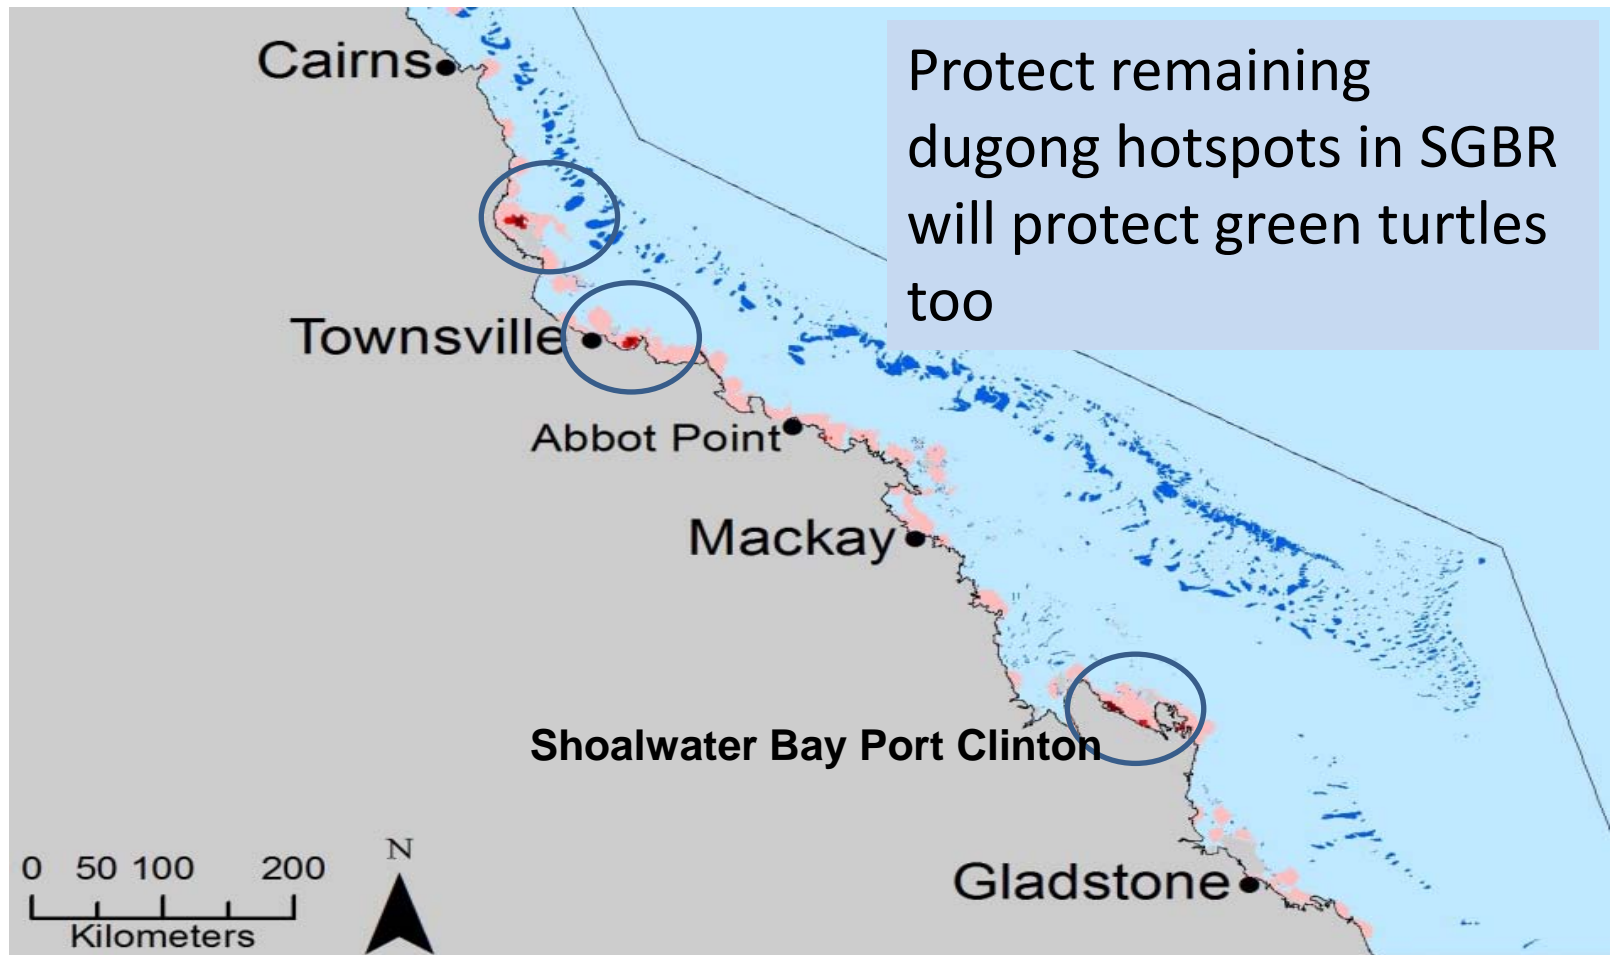 Cairns
Protect remaining
dugong hotspots in SGBR
will protect green turtles
too
Townsville
Abbot Point
Mackay
Shoalwater Bay Port Clinton
Gladstone
0 50 100 200
Kilometers
N